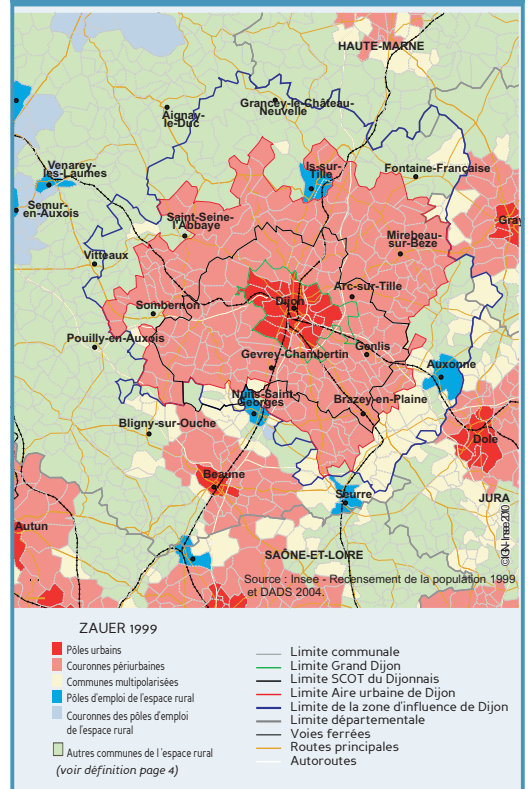 HAUTE-MARNE
Grancey-le-Château-
Neuvelle
Aignay-
le-Duc
Venarey-
les-Laumes
Is-sur-
Tille
Fontaine-Française
Semur-
en-Auxois
Saint-Seine-
l'Abbaye
Gray
Mirebeau-
sur-Bèze
Vitteaux
Arc-sur-Tille
Sombernon
Dijon
Pouilly-en-Auxois
Genlis
Gevrey-Chambertin
Auxonne
Nuits-Saint-
Georges
Brazey-en-Plaine
Bligny-sur-Ouche
Dole
Beaune
Seurre
JURA
Autun
SAÔNE-ET-LOIRE
©IGN-Insee 2010
Source : Insee - Recensement de la population 1999
et DADS 2004.
ZAUER 1999
Pôles urbains
Couronnes périurbaines
Communes multipolarisées
Pôles d'emploi de l'espace rural
Couronnes des pôles d'emploi
de l'espace rural
Autres communes de l'espace rural
(voir définition page 4)
Limite communale
Limite Grand Dijon
Limite SCOT du Dijonnais
Limite Aire urbaine de Dijon
Limite de la zone d'influence de Dijon
Limite départementale
Voies ferrées
Routes principales
Autoroutes